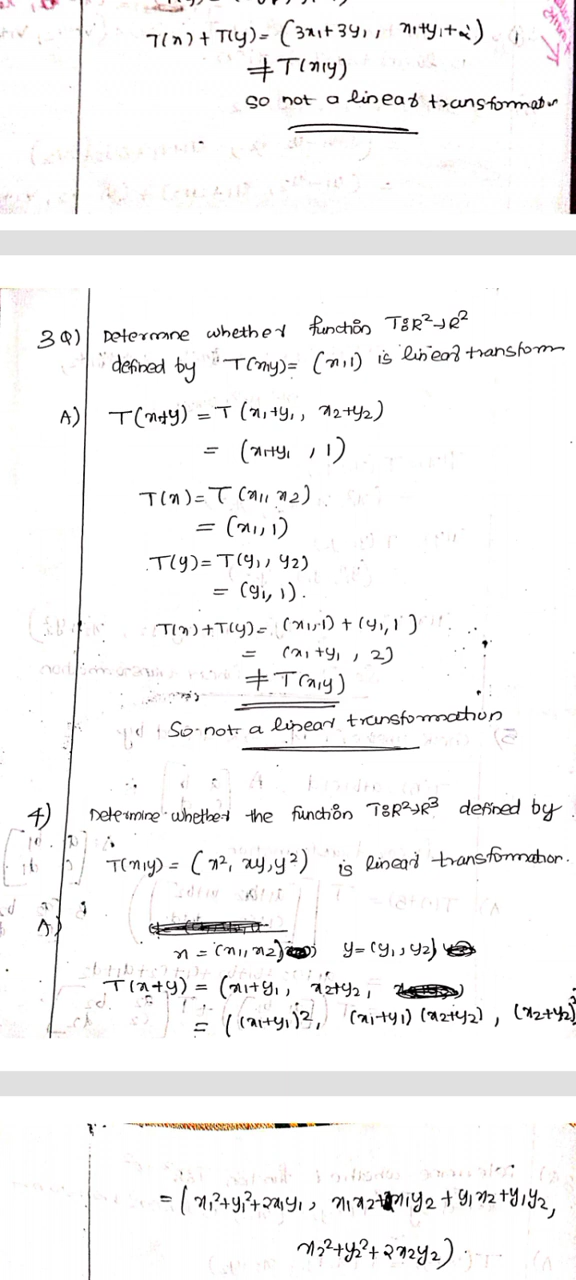 T(x) + T(y) = (3x₁+3y₁, x₁+y₁+2)
≠ T(x,y)
So not a linear transformation
3Q) Determine whether function T:R²→R²
defined by T(x,y) = (x,1) is linear transform
A) T(x+y) = T(x₁+y₁, x₂+y₂)
= (x₁+y₁, 1)
T(x) = T(x₁, x₂)
= (x₁, 1)
T(y) = T(y₁, y₂)
= (y₁, 1).
T(x)+T(y) = (x₁,1) + (y₁,1)
= (x₁+y₁, 2)
≠ T(x,y)
So not a linear transformation
4) Determine whether the function T:R²→R³ defined by
T(x,y) = (x², xy, y²) is linear transformation.
A)
x = (x₁, x₂) y = (y₁, y₂)
T(x+y) = (x₁+y₁, x₂+y₂,
= ((x₁+y₁)², (x₁+y₁)(x₂+y₂), (x₂+y₂)²
= (x₁²+y₁²+2x₁y₁, x₁x₂+x₁y₂+y₁x₂+y₁y₂,
x₂²+y₂²+2x₂y₂).